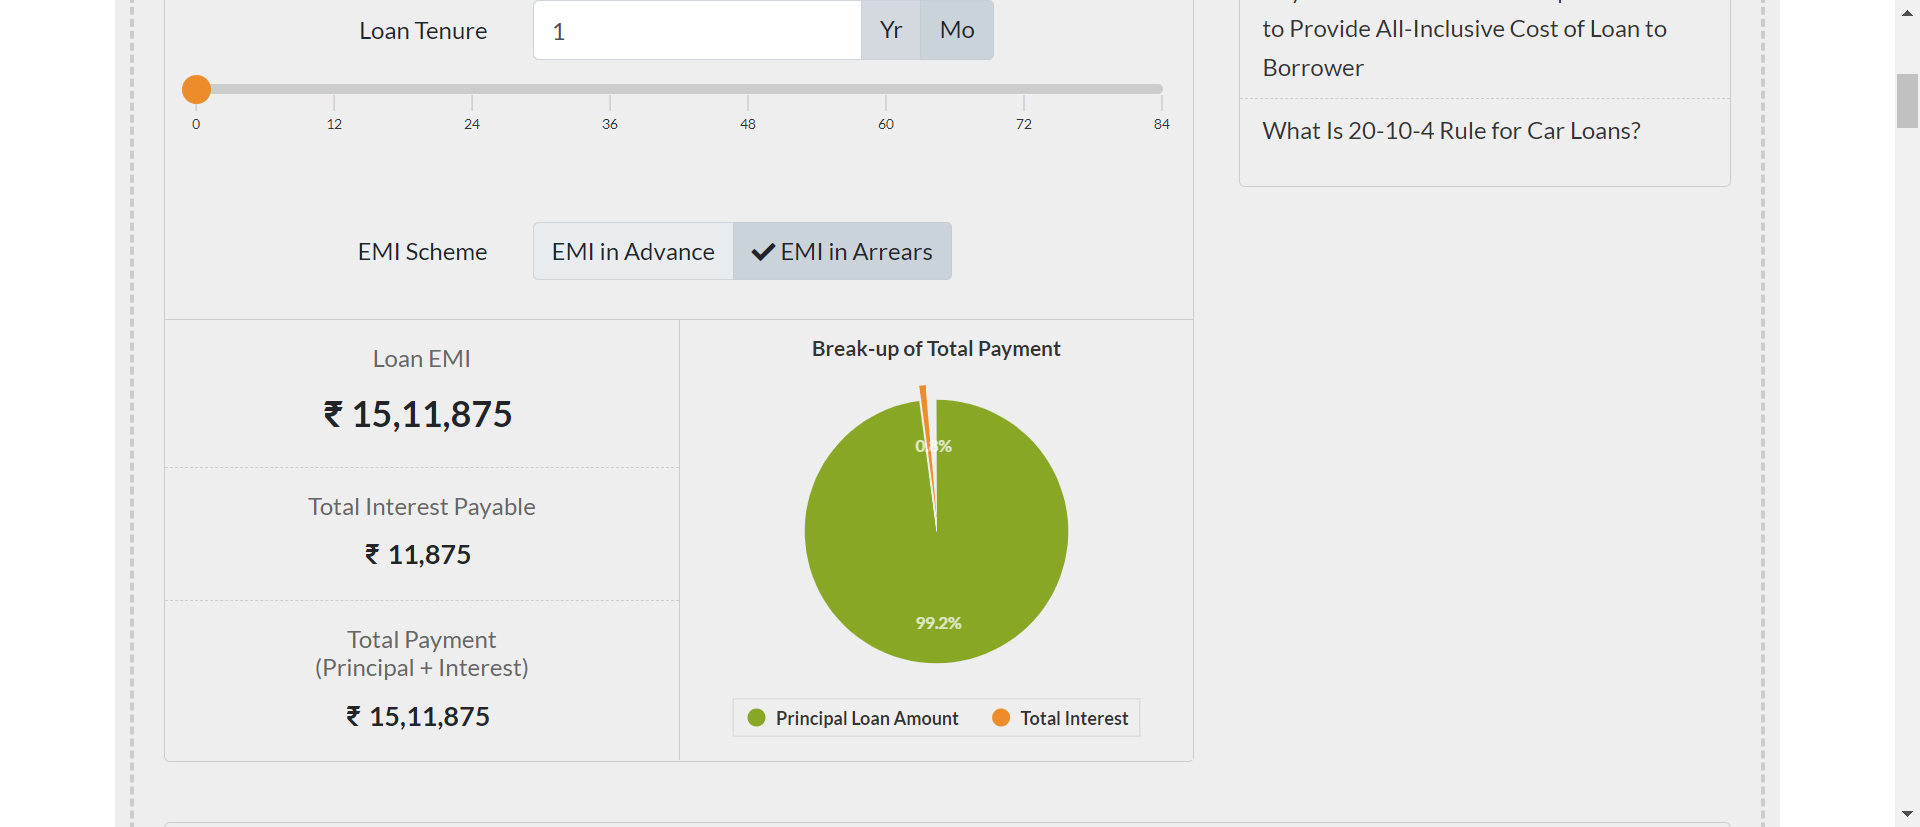 Loan Tenure
1
Yr
Mo
0
12
24
36
48
60
72
84
EMI Scheme
EMI in Advance
EMI in Arrears
Loan EMI
₹ 15,11,875
Total Interest Payable
₹ 11,875
Total Payment
(Principal + Interest)
₹ 15,11,875
Break-up of Total Payment
0.8%
99.2%
Principal Loan Amount
Total Interest
to Provide All-Inclusive Cost of Loan to
Borrower
What Is 20-10-4 Rule for Car Loans?